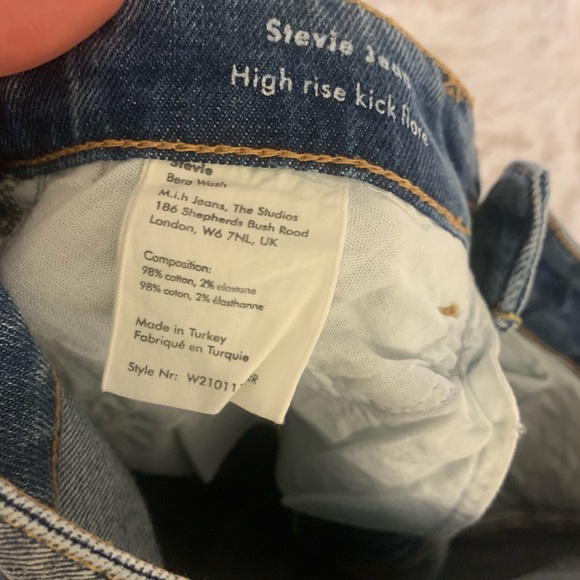 Stevie Jean
High rise kick flare
Stevie
Bera Wash
M.i.h Jeans, The Studios
186 Shepherds Bush Road
London, W6 7NL, UK
Composition:
98% cotton, 2% elastane
98% coton, 2% élasthanne
Made in Turkey
Fabriqué en Turquie
Style Nr: